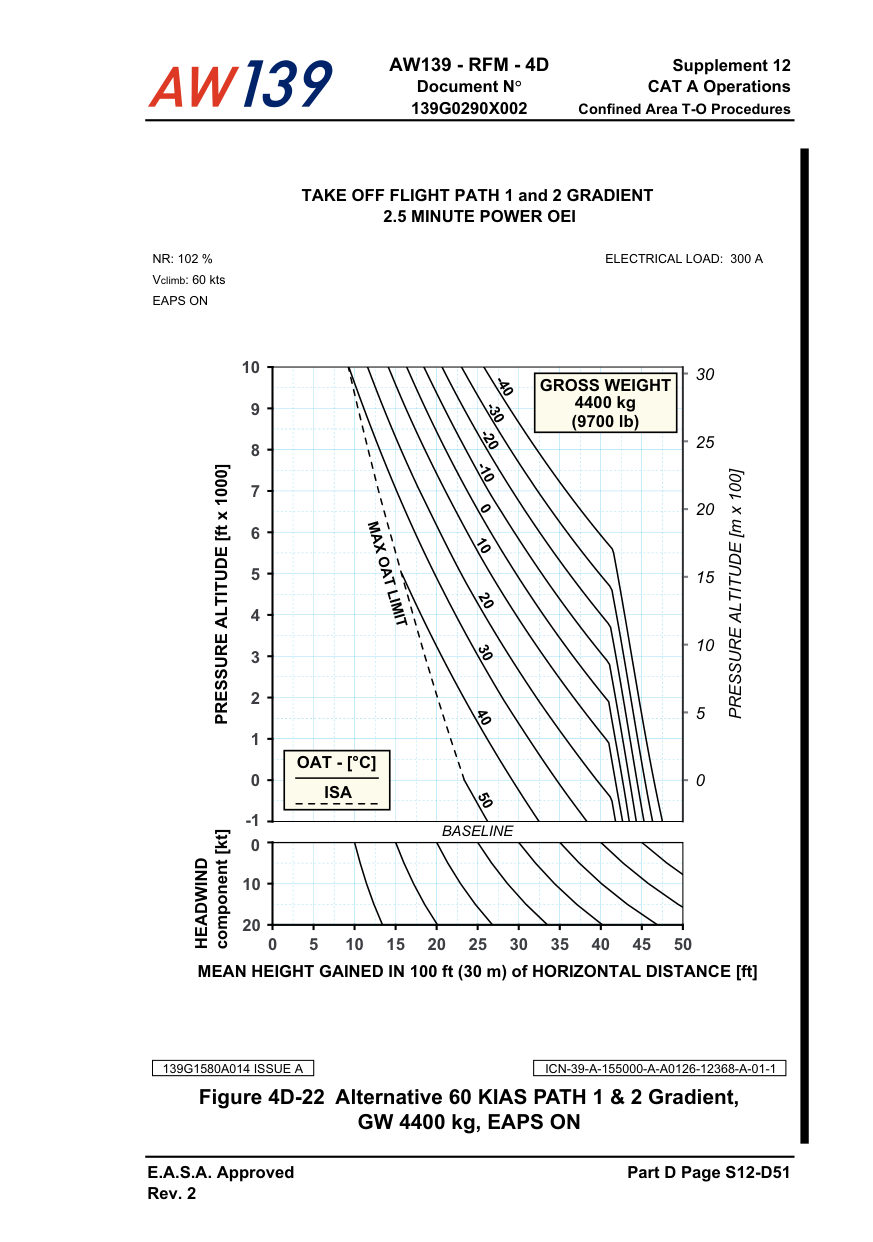 AW139
AW139 - RFM - 4D
Document N°
139G0290X002
Supplement 12
CAT A Operations
Confined Area T-O Procedures
TAKE OFF FLIGHT PATH 1 and 2 GRADIENT
2.5 MINUTE POWER OEI
NR: 102 %
ELECTRICAL LOAD: 300 A
Vclimb: 60 kts
EAPS ON
GROSS WEIGHT
4400 kg
(9700 lb)
PRESSURE ALTITUDE [ft x 1000]
10
9
8
7
6
5
4
3
2
1
0
-1
-40
-30
-20
-10
0
10
20
30
40
50
MAX OAT LIMIT
30
25
20
15
10
5
0
PRESSURE ALTITUDE [m x 100]
OAT - [°C]
ISA
BASELINE
HEADWIND
component [kt]
0
10
20
0 5 10 15 20 25 30 35 40 45 50
MEAN HEIGHT GAINED IN 100 ft (30 m) of HORIZONTAL DISTANCE [ft]
139G1580A014 ISSUE A
ICN-39-A-155000-A-A0126-12368-A-01-1
Figure 4D-22 Alternative 60 KIAS PATH 1 & 2 Gradient,
GW 4400 kg, EAPS ON
E.A.S.A. Approved
Rev. 2
Part D Page S12-D51